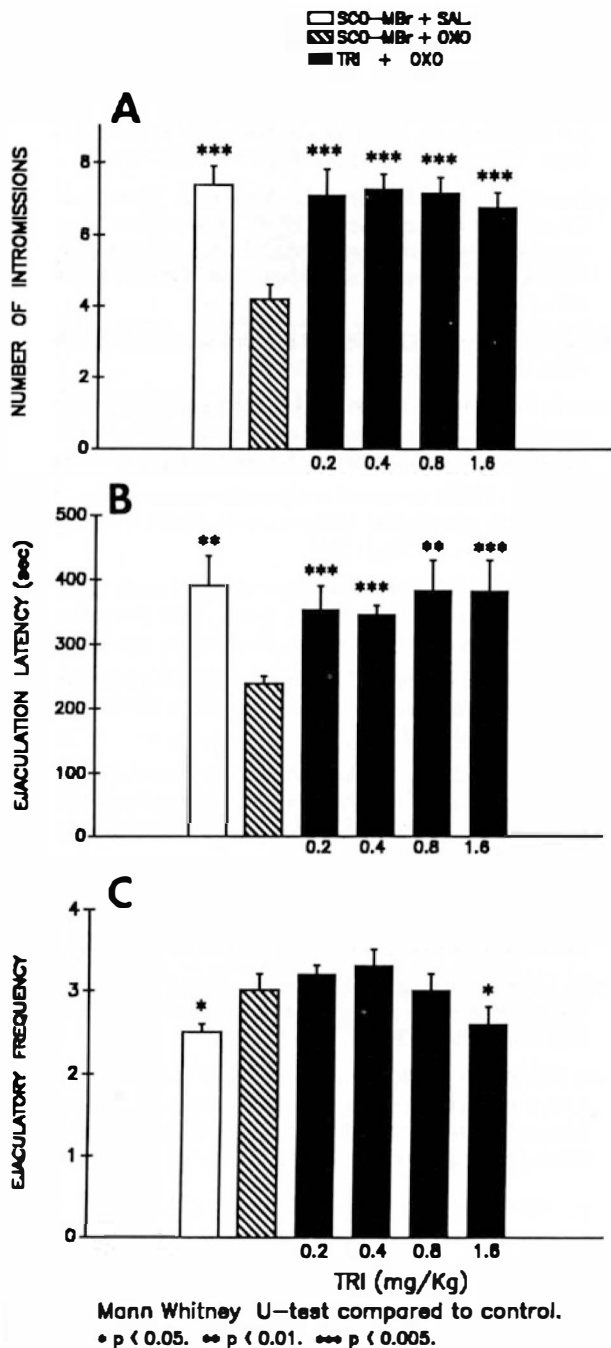 SCO-MBr + SAL.
SCO-MBr + OXO
TRI + OXO
A
NUMBER OF INTROMISSIONS
8
6
4
2
0
*** *** *** *** ***
0.2 0.4 0.8 1.6
B
EJACULATION LATENCY (sec)
500
400
300
200
100
0
** *** *** ** ***
0.2 0.4 0.8 1.6
C
EJACULATORY FREQUENCY
4
3
2
1
0
* *
0.2 0.4 0.8 1.6
TRI (mg/Kg)
Mann Whitney U-test compared to control.
* p < 0.05. ** p < 0.01. *** p < 0.005.